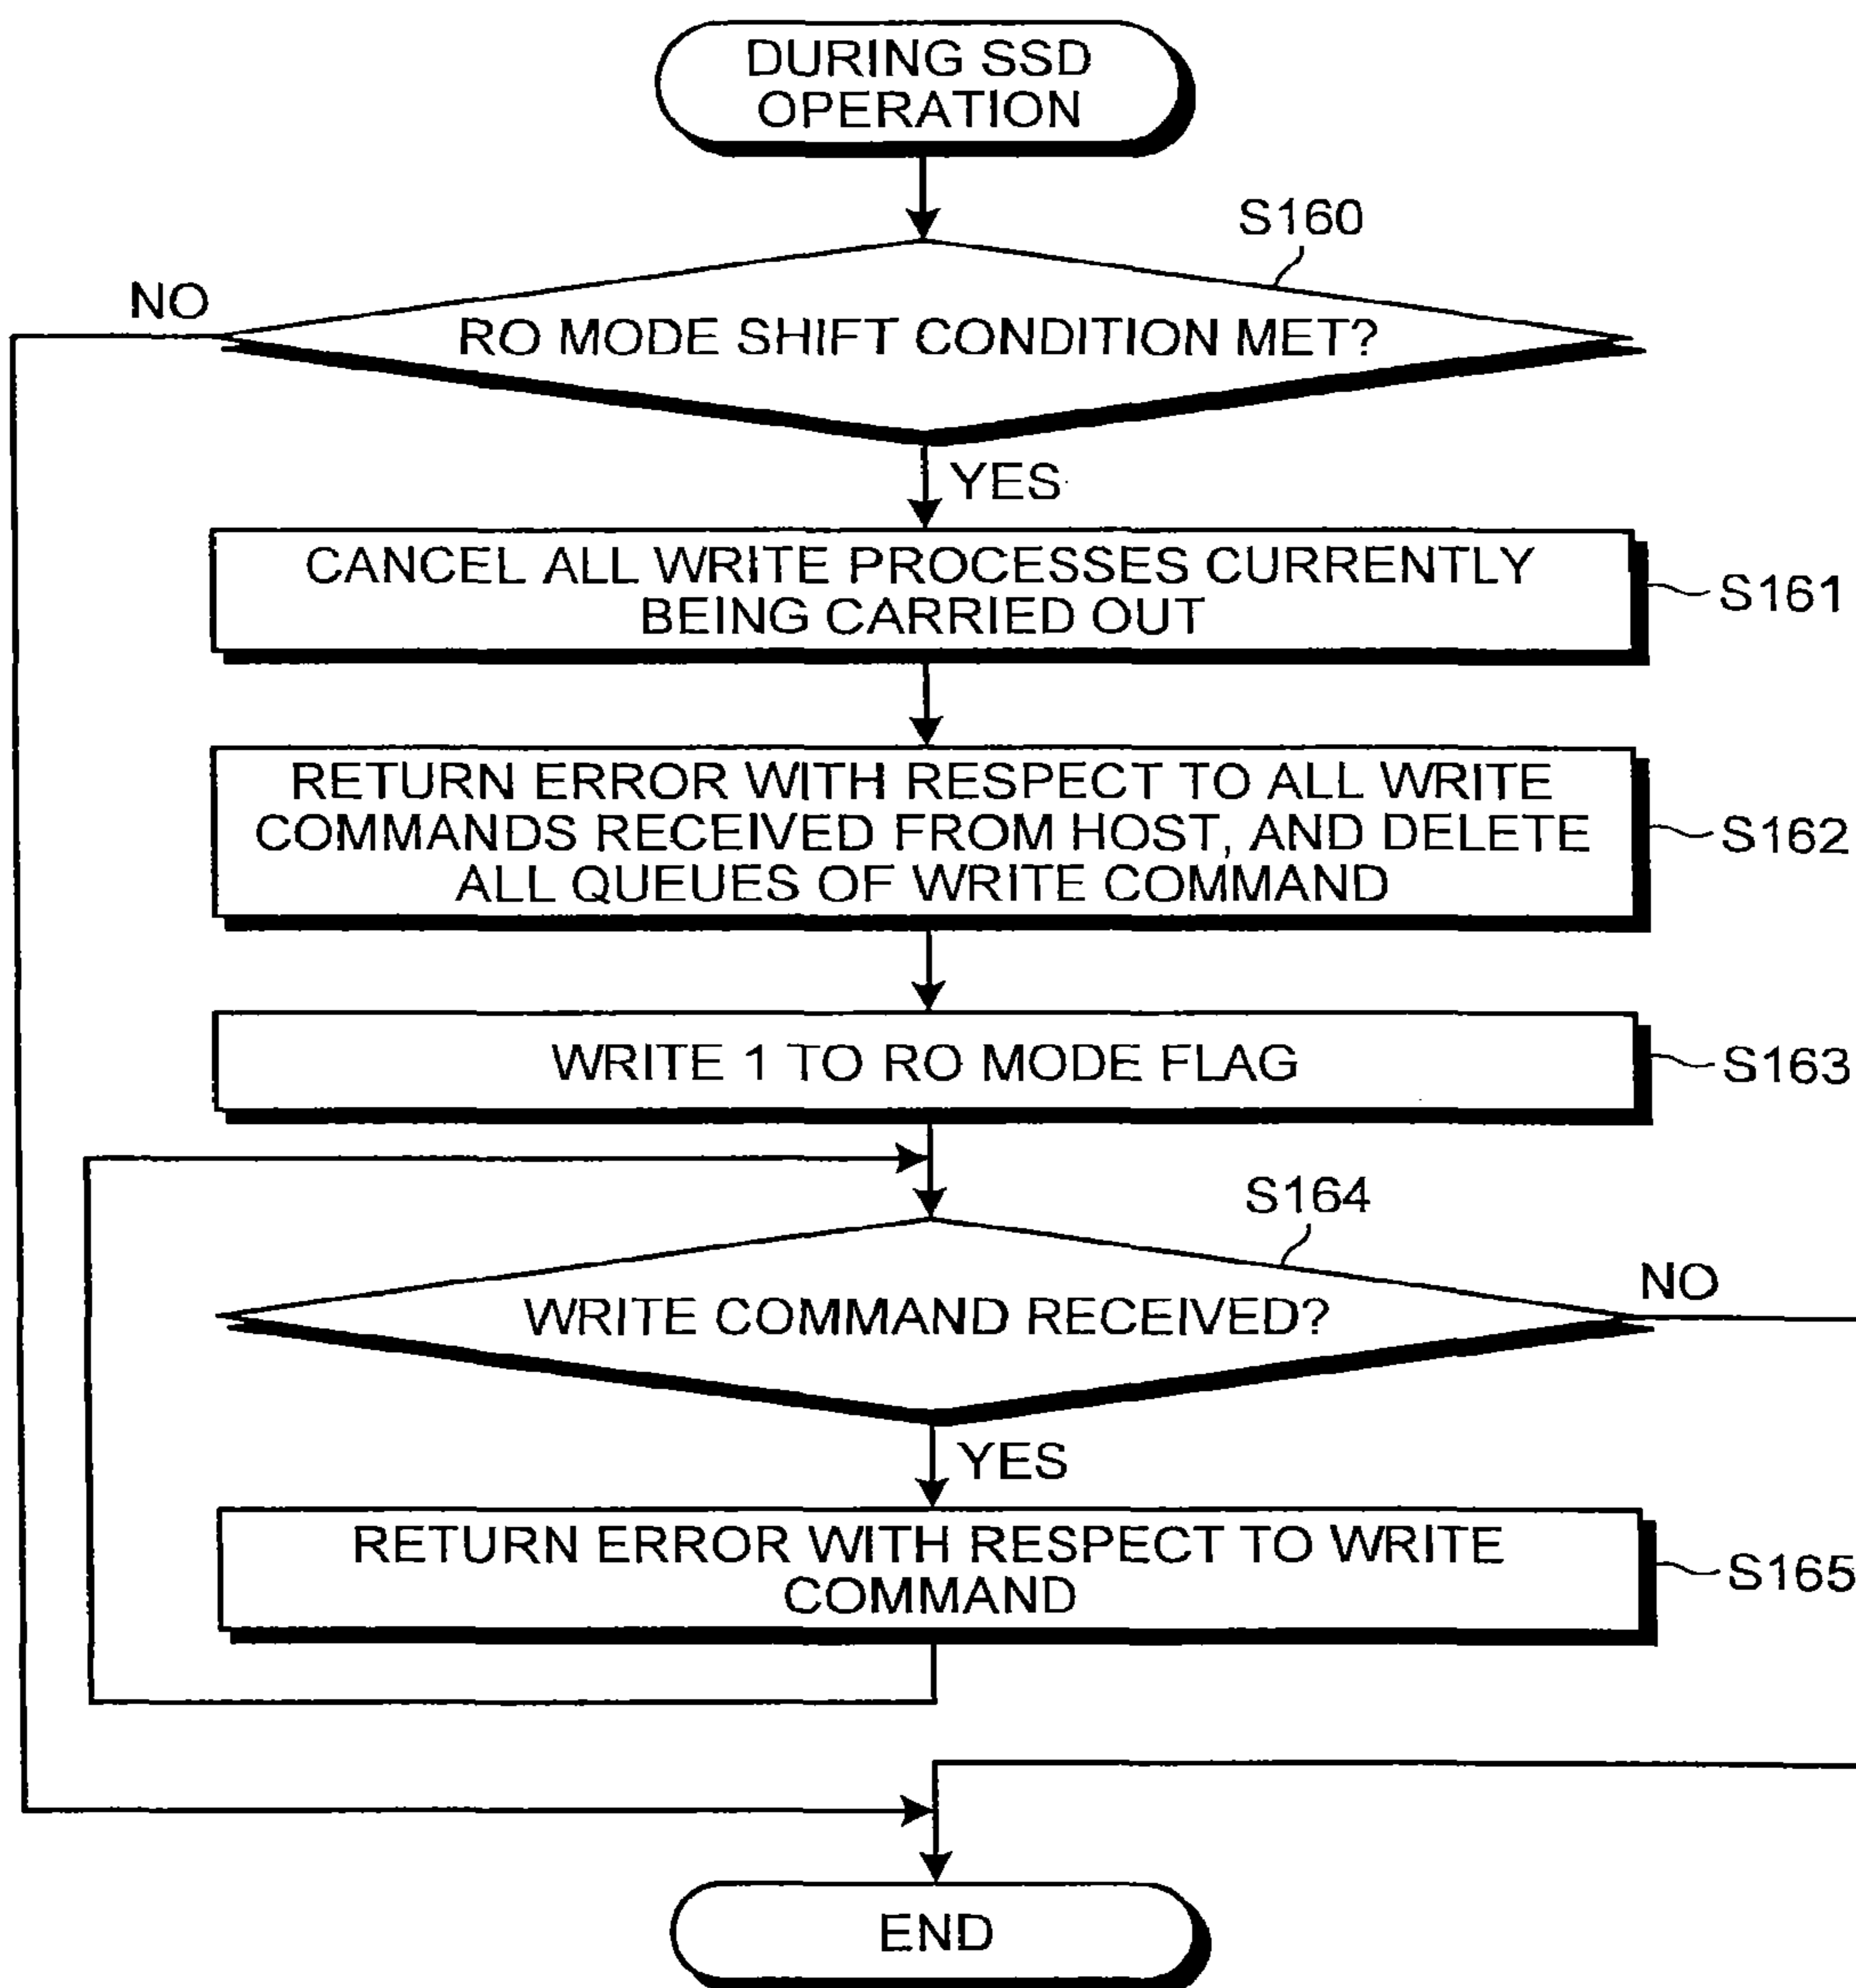 DURING SSD
OPERATION
S160
NO
RO MODE SHIFT CONDITION MET?
YES
CANCEL ALL WRITE PROCESSES CURRENTLY
BEING CARRIED OUT
S161
RETURN ERROR WITH RESPECT TO ALL WRITE
COMMANDS RECEIVED FROM HOST, AND DELETE
ALL QUEUES OF WRITE COMMAND
S162
WRITE 1 TO RO MODE FLAG
S163
S164
NO
WRITE COMMAND RECEIVED?
YES
RETURN ERROR WITH RESPECT TO WRITE
COMMAND
S165
END